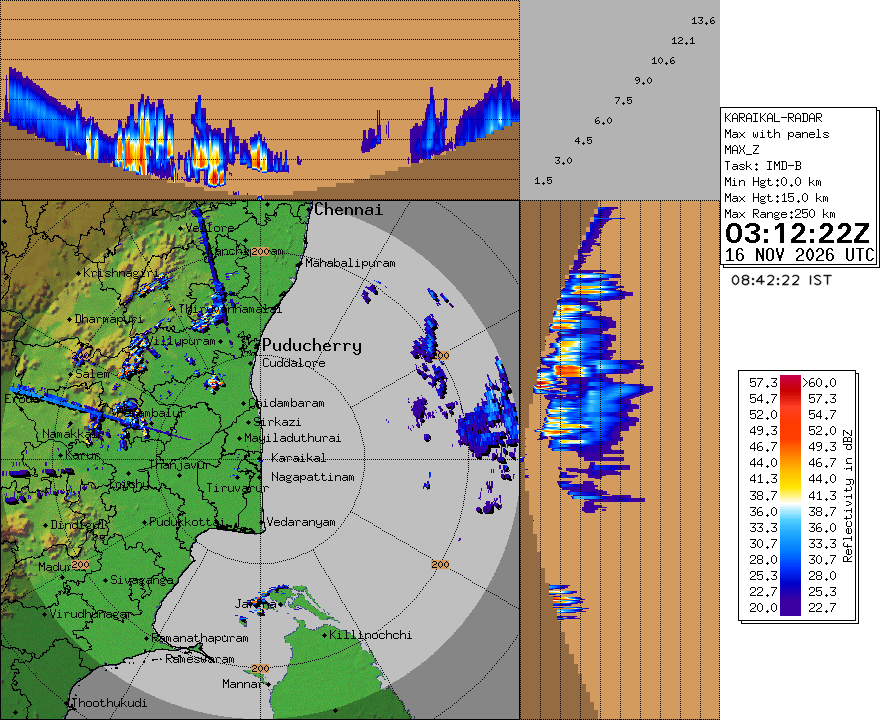 13.6
12.1
10.6
9.0
7.5
6.0
4.5
3.0
1.5
KARAIKAL-RADAR
Max with panels
MAX_Z
Task: IMD-B
Min Hgt:0.0 km
Max Hgt:15.0 km
Max Range:250 km
03:12:22Z
16 NOV 2026 UTC
08:42:22 IST
Chennai
Vellore
200
Mahabalipuram
Krishnagiri
Tiruvannamalai
Dharmapuri
Villupuram
Puducherry
Cuddalore
Salem
Chidambaram
Sirkazi
Namakkal
Mayiladuthurai
Karur
Thanjavur
Karaikal
Nagapattinam
Tiruvarur
Dindigul
Pudukkottai
Vedaranyam
200
200
Madurai
Sivaganga
Jaffna
Virudhunagar
Ramanathapuram
Killinochchi
Rameswaram
200
Mannar
Thoothukudi
57.3 >60.0
54.7 57.3
52.0 54.7
49.3 52.0
46.7 49.3
44.0 46.7
41.3 44.0
38.7 41.3
36.0 38.7
33.3 36.0
30.7 33.3
28.0 30.7
25.3 28.0
22.7 25.3
20.0 22.7
Reflectivity in dBZ